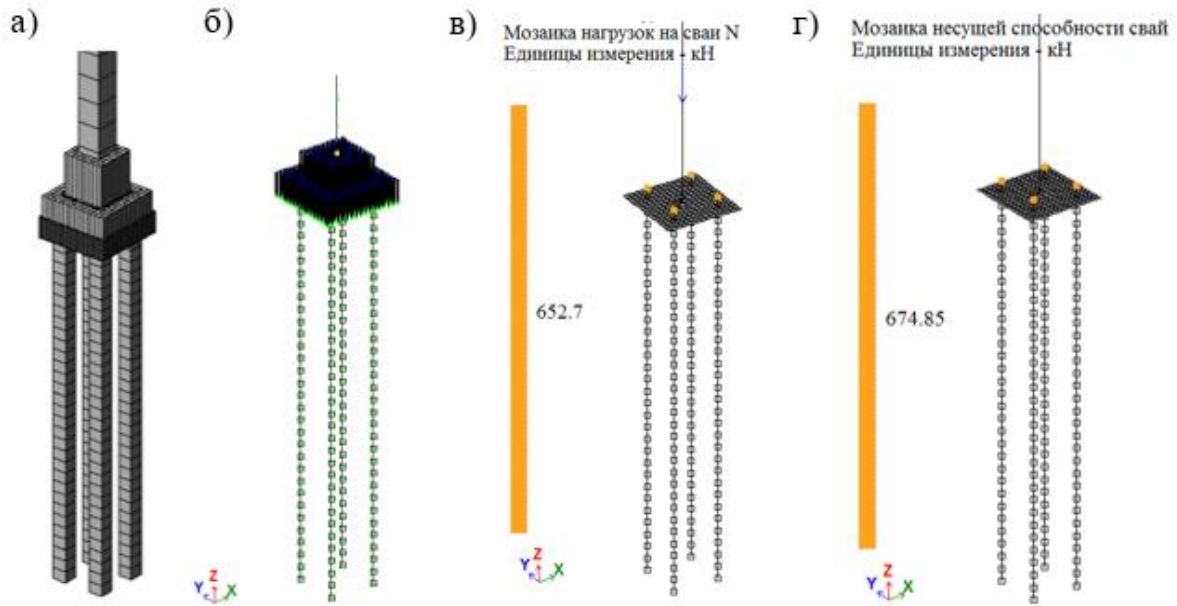 а)
б)
в)
г)
Мозаика нагрузок на сваи N
Единицы измерения - кН
Мозаика несущей способности свай
Единицы измерения - кН
652.7
674.85
Z
Y
X
Z
Y
X
Z
Y
X
Z
Y
X